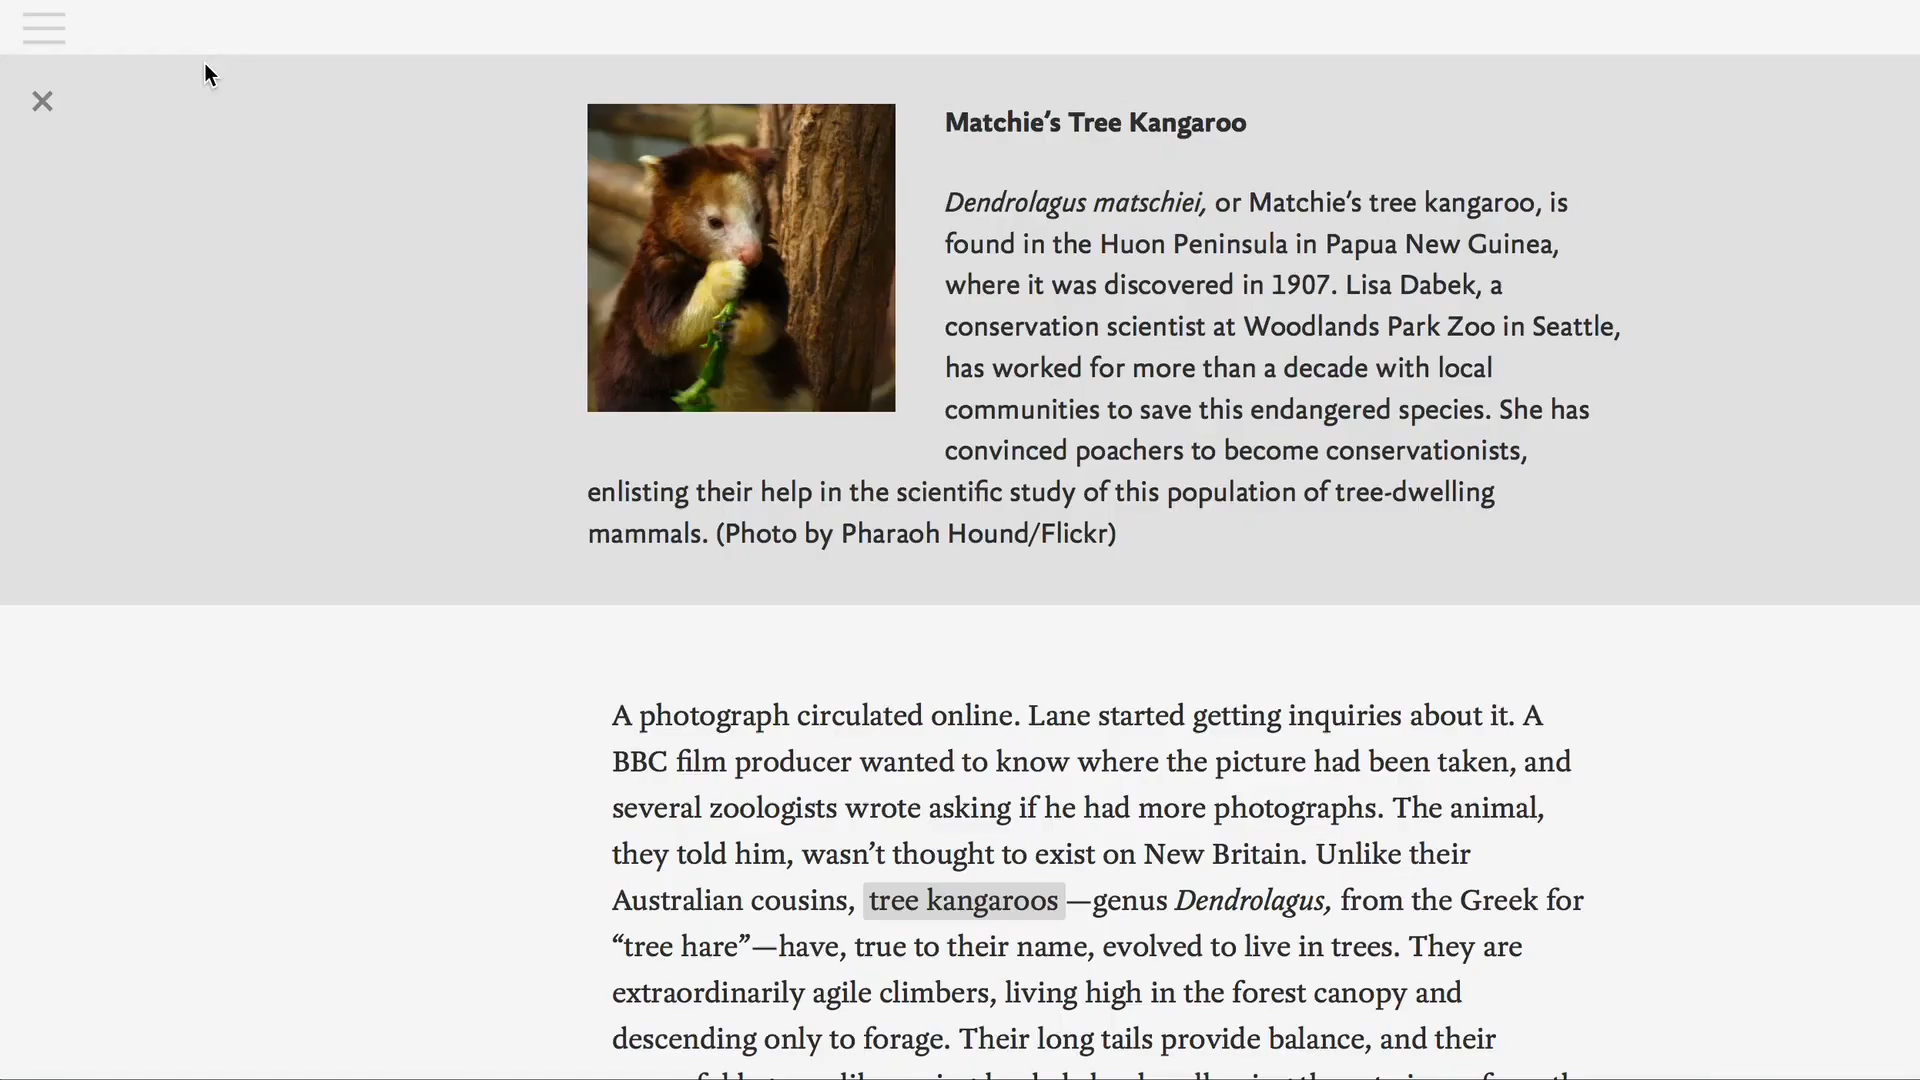 Matchie’s Tree Kangaroo
Dendrolagus matschiei, or Matchie’s tree kangaroo, is
found in the Huon Peninsula in Papua New Guinea,
where it was discovered in 1907. Lisa Dabek, a
conservation scientist at Woodlands Park Zoo in Seattle,
has worked for more than a decade with local
communities to save this endangered species. She has
convinced poachers to become conservationists,
enlisting their help in the scientific study of this population of tree-dwelling
mammals. (Photo by Pharaoh Hound/Flickr)
A photograph circulated online. Lane started getting inquiries about it. A
BBC film producer wanted to know where the picture had been taken, and
several zoologists wrote asking if he had more photographs. The animal,
they told him, wasn’t thought to exist on New Britain. Unlike their
Australian cousins, tree kangaroos—genus Dendrolagus, from the Greek for
“tree hare”—have, true to their name, evolved to live in trees. They are
extraordinarily agile climbers, living high in the forest canopy and
descending only to forage. Their long tails provide balance, and their